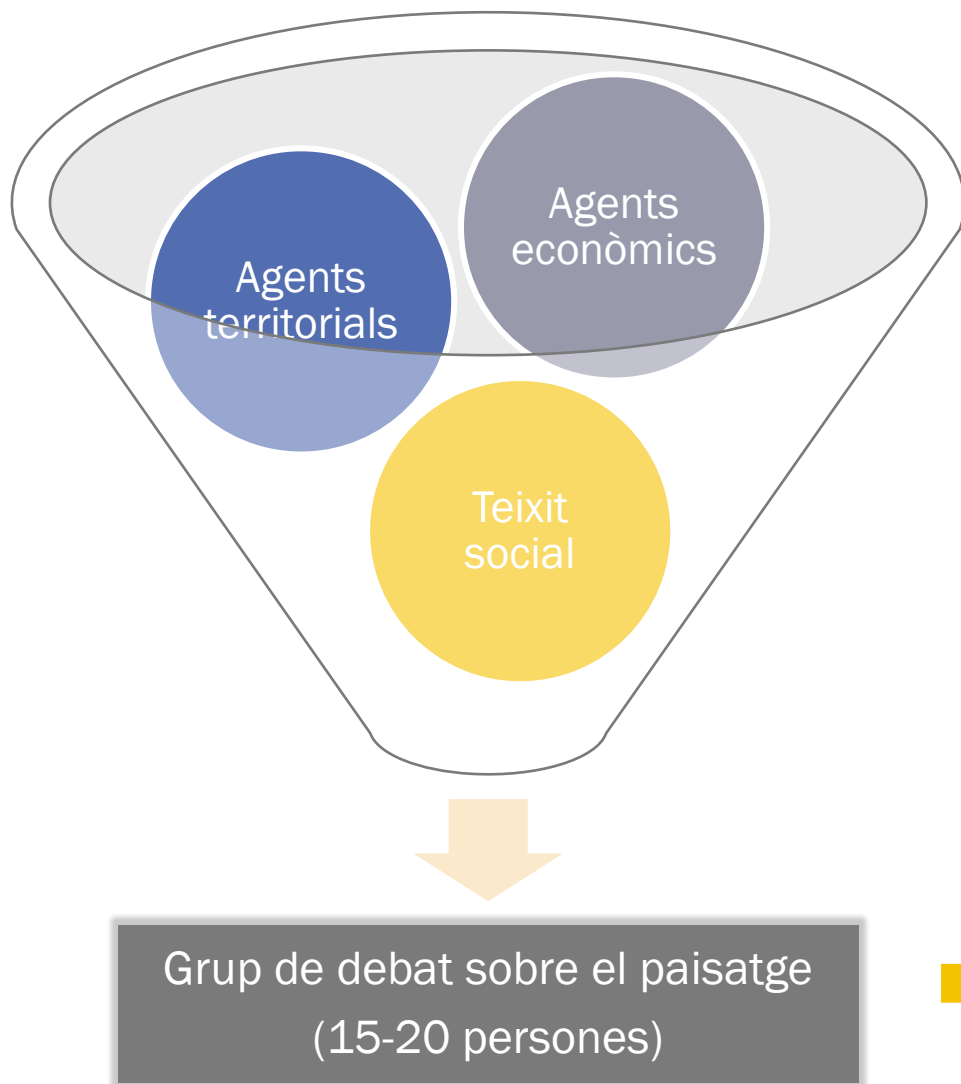 Agents
econòmics
Agents
territorials
Teixit
social
Grup de debat sobre el paisatge
(15-20 persones)